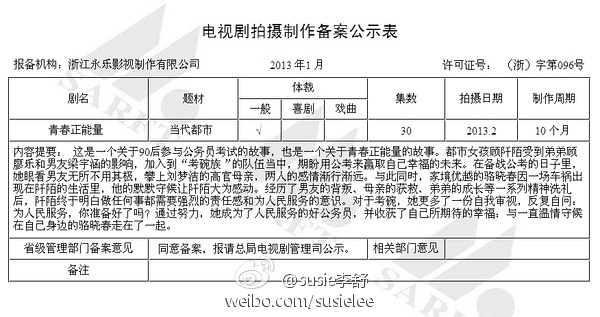 电视剧拍摄制作备案公示表
报备机构：浙江永乐影视制作有限公司 2013年1月 许可证号：（浙）字第096号
剧名 题材 体裁 集数 拍摄日期 制作周期
一般 喜剧 戏曲
青春正能量 当代都市 √ 30 2013.2 10个月
内容提要：这是一个关于90后参与公务员考试的故事，也是一个关于青春正能量的故事。都市女孩顾阡陌受到弟弟顾
廖乐和男友梁宇涵的影响，加入到“考碗族”的队伍当中，期盼用公考来赢取自己幸福的未来。在备战公考的日子里，
她眼看男友无所不用其极，攀上刘梦洁的高官母亲，两人的感情渐行渐远。与此同时，家境优越的骆晓春因一场车祸出
现在阡陌的生活里，他的默默守候让阡陌大为感动。经历了男友的背叛、母亲的获救、弟弟的成长等一系列精神洗礼
后，阡陌终于明白做任何事都需要强烈的责任感和为人民服务的意识。对于考碗，她更多了一份自我审视，反复自问：
为人民服务，你准备好了吗？通过努力，她成为了人民服务的好公务员，并收获了自己所期待的幸福：与一直温情守候
在自己身边的骆晓春走在了一起。
省级管理部门备案意见 同意备案，报请总局电视剧管理司公示。 相关部门意见
备注
@susie李舒
weibo.com/susielee
SARFT
SARFT